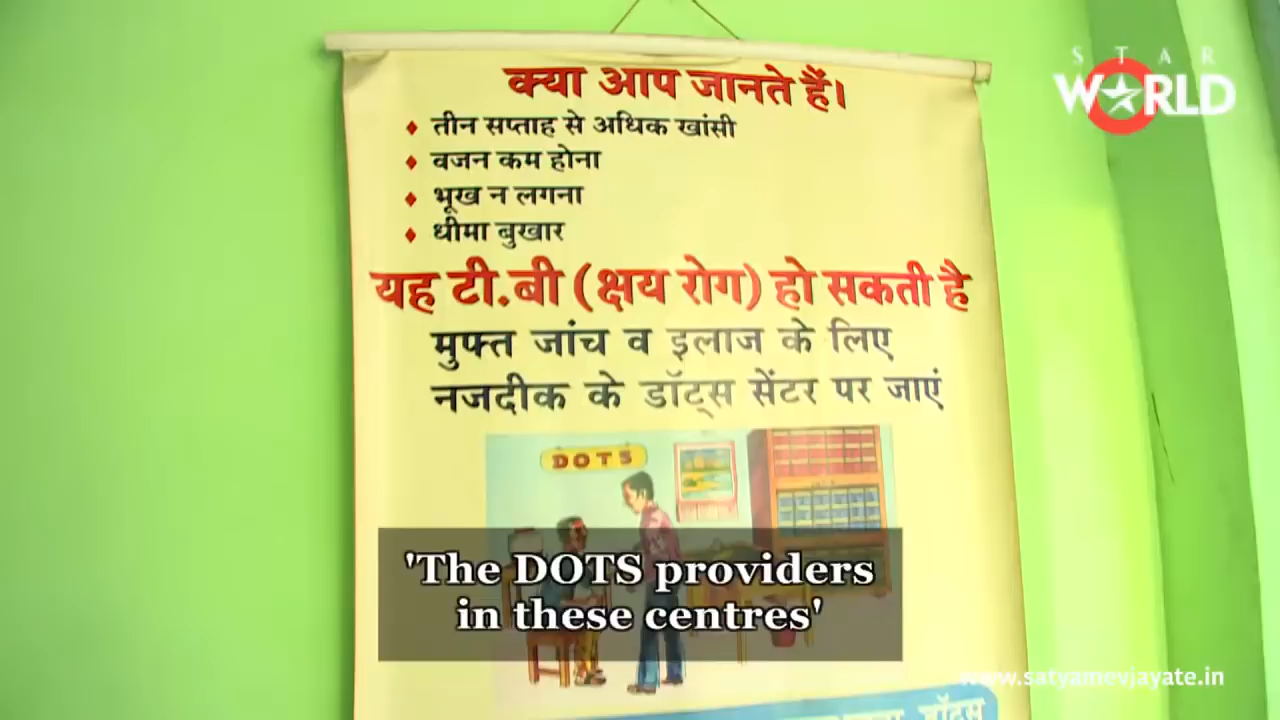 STAR
WORLD
क्या आप जानते हैं।
तीन सप्ताह से अधिक खांसी
वजन कम होना
भूख न लगना
धीमा बुखार
यह टी.बी (क्षय रोग) हो सकती है
मुफ्त जांच व इलाज के लिए
नजदीक के डॉट्स सेंटर पर जाएं
DOTS
'The DOTS providers
in these centres'
www.satyamevjayate.in
डॉट्स